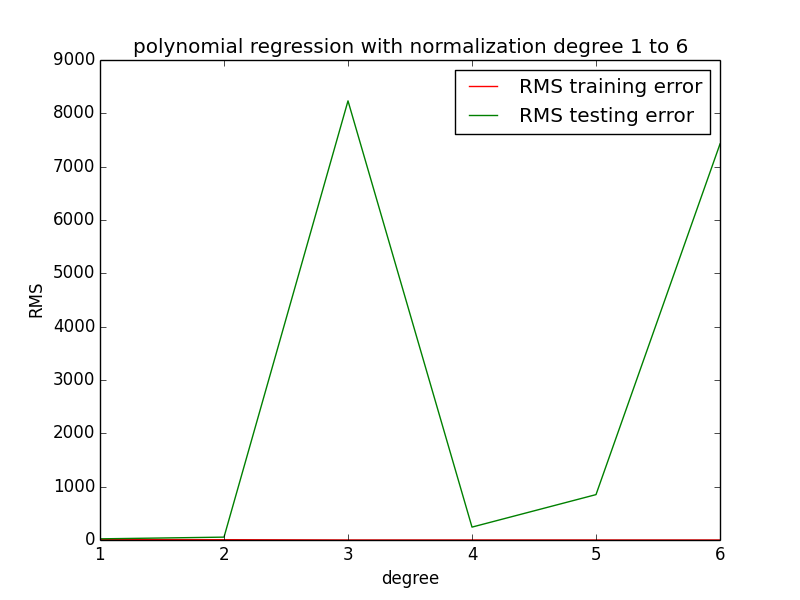 polynomial regression with normalization degree 1 to 6
9000
8000
7000
6000
5000
4000
3000
2000
1000
0
RMS
RMS training error
RMS testing error
1 2 3 4 5 6
degree